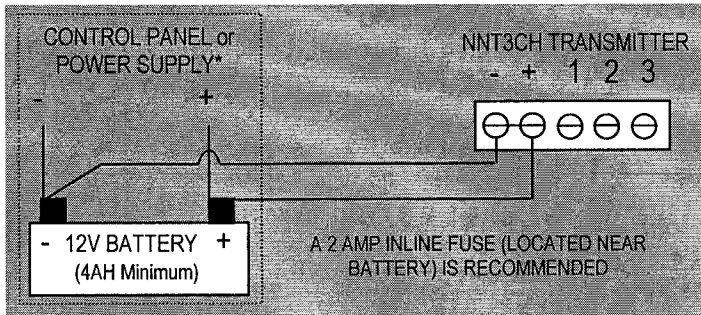 CONTROL PANEL or
POWER SUPPLY*
- +
NNT3CH TRANSMITTER
- + 1 2 3
- 12V BATTERY +
(4AH Minimum)
A 2 AMP INLINE FUSE (LOCATED NEAR
BATTERY) IS RECOMMENDED